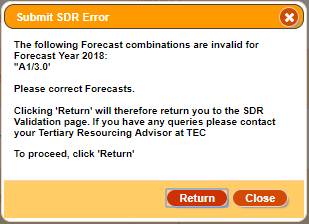 Submit SDR Error
The following Forecast combinations are invalid for
Forecast Year 2018:
"A1/3.0'
Please correct Forecasts.
Clicking 'Return' will therefore return you to the SDR
Validation page. If you have any queries please contact
your Tertiary Resourcing Advisor at TEC
To proceed, click 'Return'
Return Close